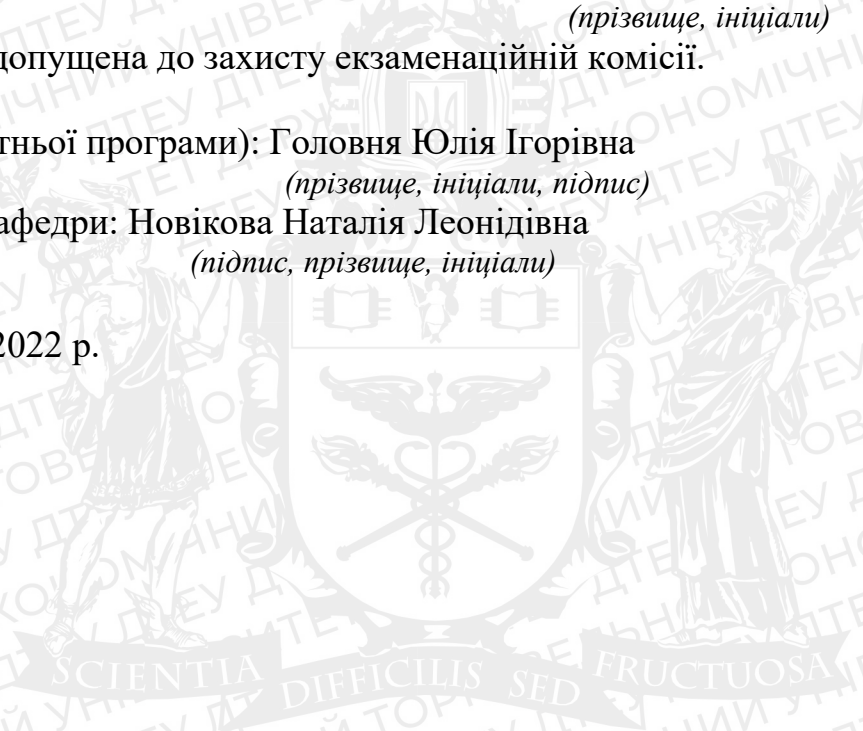 (прізвище, ініціали)
допущена до захисту екзаменаційній комісії.
тньої програми): Головня Юлія Ігорівна
(прізвище, ініціали, підпис)
афедри: Новікова Наталія Леонідівна
(підпис, прізвище, ініціали)
2022 р.
SCIENTIA DIFFICILIS SED FRUCTUOSA